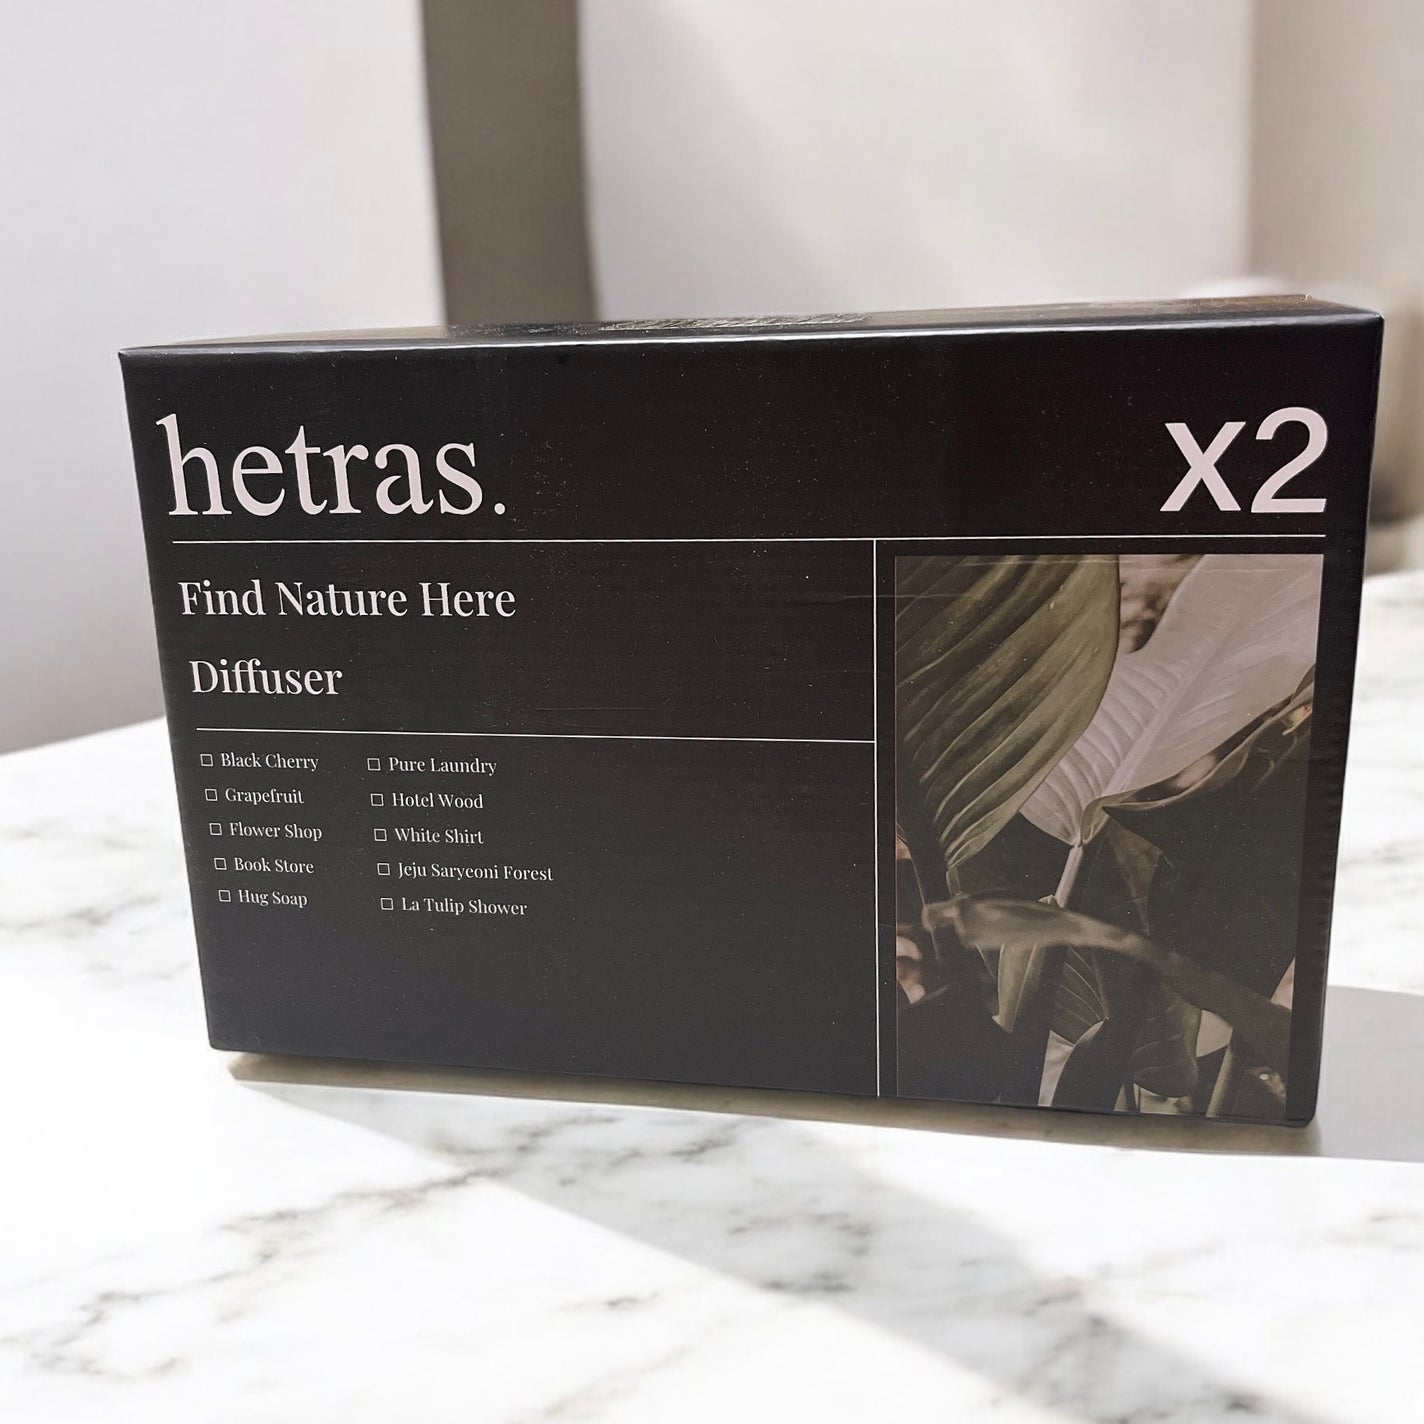 hetras.
x2
Find Nature Here
Diffuser
☐ Black Cherry
☐ Grapefruit
☐ Flower Shop
☐ Book Store
☐ Hug Soap
☐ Pure Laundry
☐ Hotel Wood
☐ White Shirt
☐ Jeju Saryeoni Forest
☐ La Tulip Shower